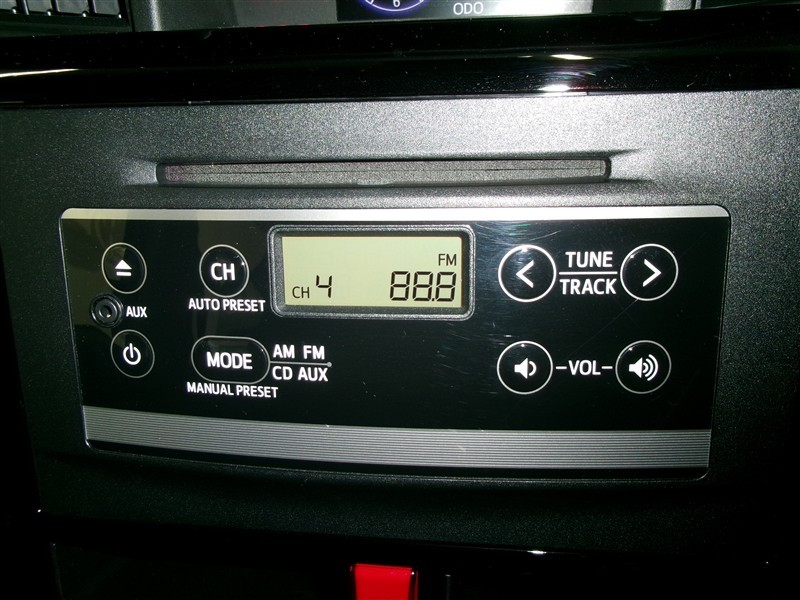 6
ODO
CH
AUTO PRESET
AUX
FM
CH 4 88.8
TUNE
TRACK
MODE
MANUAL PRESET
AM FM
CD AUX
-VOL-